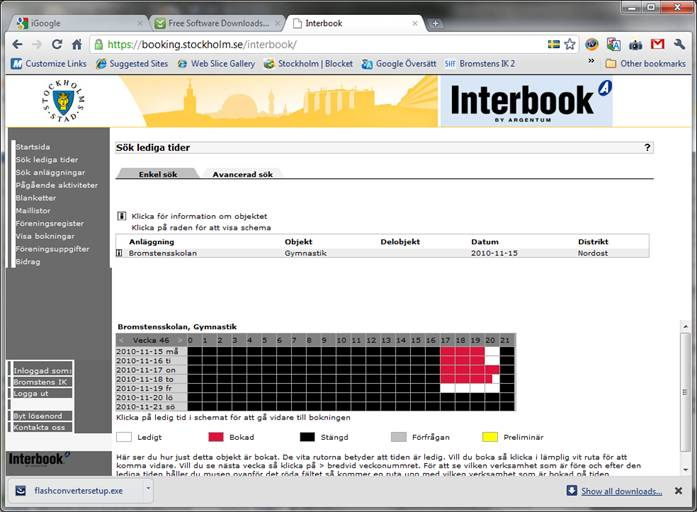 iGoogle
Free Software Downloads...
Interbook
https://booking.stockholm.se/interbook/
Customize Links
Suggested Sites
Web Slice Gallery
Stockholm | Blocket
Google Översätt
Bromstens IK 2
»
Other bookmarks
STOCKHOLMS STAD
Interbook
BY ARGENTUM
Startsida
Sök lediga tider
Sök anläggningar
Pågående aktiviteter
Blanketter
Maillistor
Föreningsregister
Visa bokningar
Föreningsuppgifter
Bidrag
Inloggad som:
Bromstens IK
Logga ut
Byt lösenord
Kontakta oss
Interbook
Sök lediga tider ?
Enkel sök Avancerad sök
Klicka för information om objektet
Klicka på raden för att visa schema
Anläggning Objekt Delobjekt Datum Distrikt
Bromstensskolan Gymnastik 2010-11-15 Nordost
Bromstensskolan, Gymnastik
< Vecka 46 > 0 1 2 3 4 5 6 7 8 9 10 11 12 13 14 15 16 17 18 19 20 21
2010-11-15 må
2010-11-16 ti
2010-11-17 on
2010-11-18 to
2010-11-19 fr
2010-11-20 lö
2010-11-21 sö
Klicka på ledig tid i schemat för att gå vidare till bokningen
Ledigt Bokad Stängd Förfrågan Preliminär
Här ser du hur just detta objekt är bokat. De vita rutorna betyder att tiden är ledig. Vill du boka så klicka i lämplig vit ruta för att
komma vidare. Vill du se nästa vecka så klicka på > bredvid veckonummret. För att se vilken verksamhet som är före och efter den
lediga tiden håller du musen ovanför det röda fältet så kommer en ruta upp med vilken verksamhet som är bokad på tiden
flashconvertersetup.exe
Show all downloads...